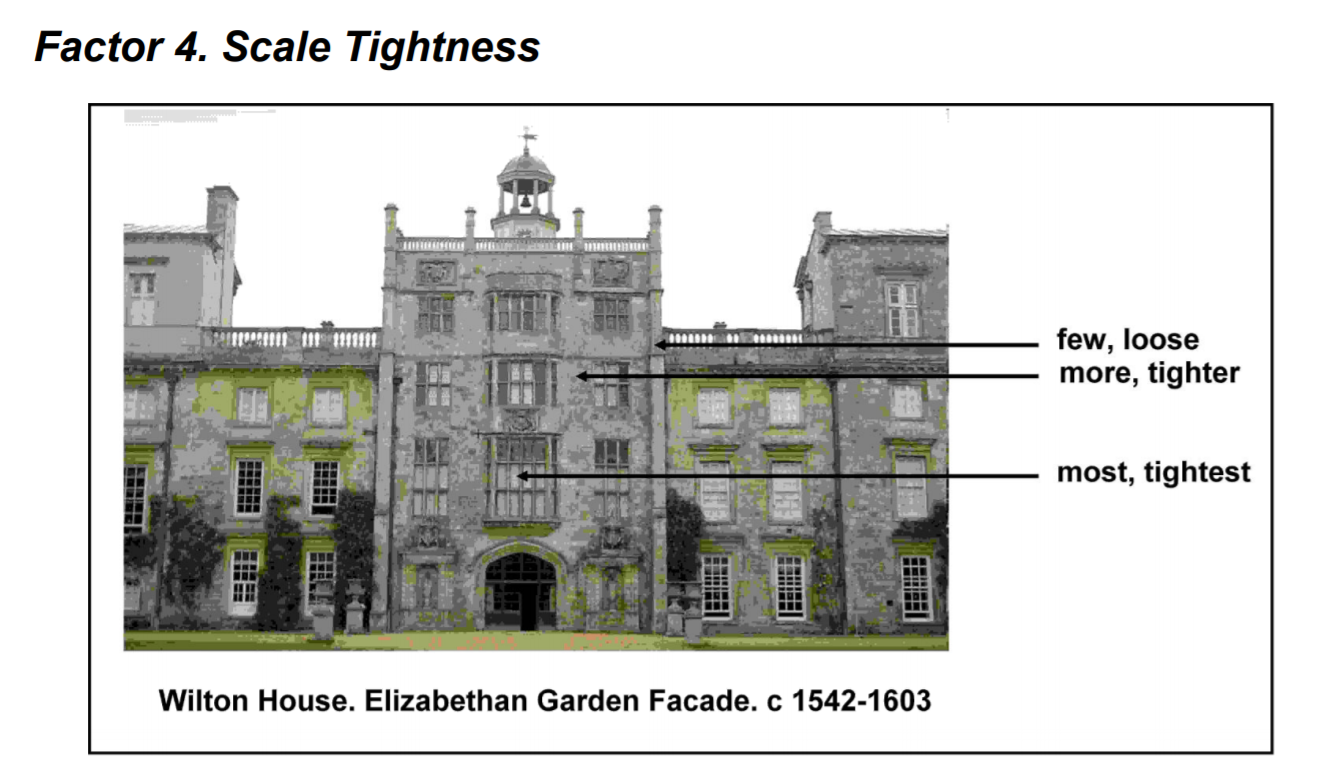 Factor 4. Scale Tightness
few, loose
more, tighter
most, tightest
Wilton House. Elizabethan Garden Facade. c 1542-1603